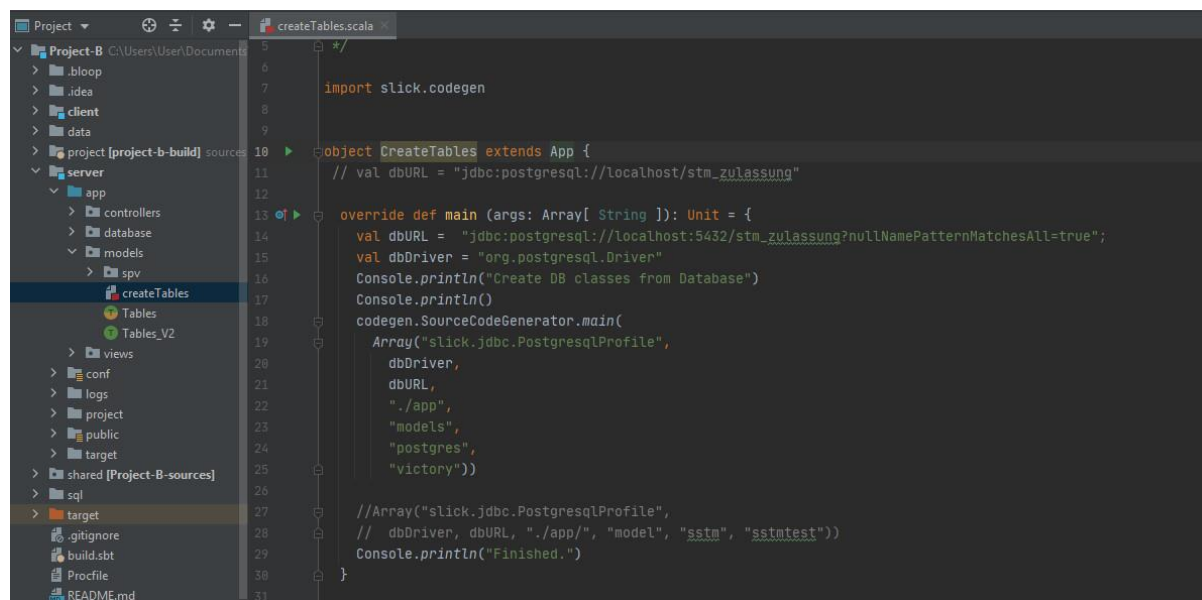 Project
Project-B C:\Users\User\Documents
.bloop
.idea
client
data
project [project-b-build] sources
server
app
controllers
database
models
spv
createTables
Tables
Tables_V2
views
conf
logs
project
public
target
shared [Project-B-sources]
sql
target
.gitignore
build.sbt
Procfile
README.md
createTables.scala
5 */
6
7 import slick.codegen
8
9
10 object CreateTables extends App {
11 // val dbURL = "jdbc:postgresql://localhost/stm_zulassung"
12
13 override def main (args: Array[ String ]): Unit = {
14 val dbURL = "jdbc:postgresql://localhost:5432/stm_zulassung?nullNamePatternMatchesAll=true";
15 val dbDriver = "org.postgresql.Driver"
16 Console.println("Create DB classes from Database")
17 Console.println()
18 codegen.SourceCodeGenerator.main(
19 Array("slick.jdbc.PostgresqlProfile",
20 dbDriver,
21 dbURL,
22 "./app",
23 "models",
24 "postgres",
25 "victory"))
26
27 //Array("slick.jdbc.PostgresqlProfile",
28 // dbDriver, dbURL, "./app/", "model", "sstm", "sstmtest"))
29 Console.println("Finished.")
30 }
31